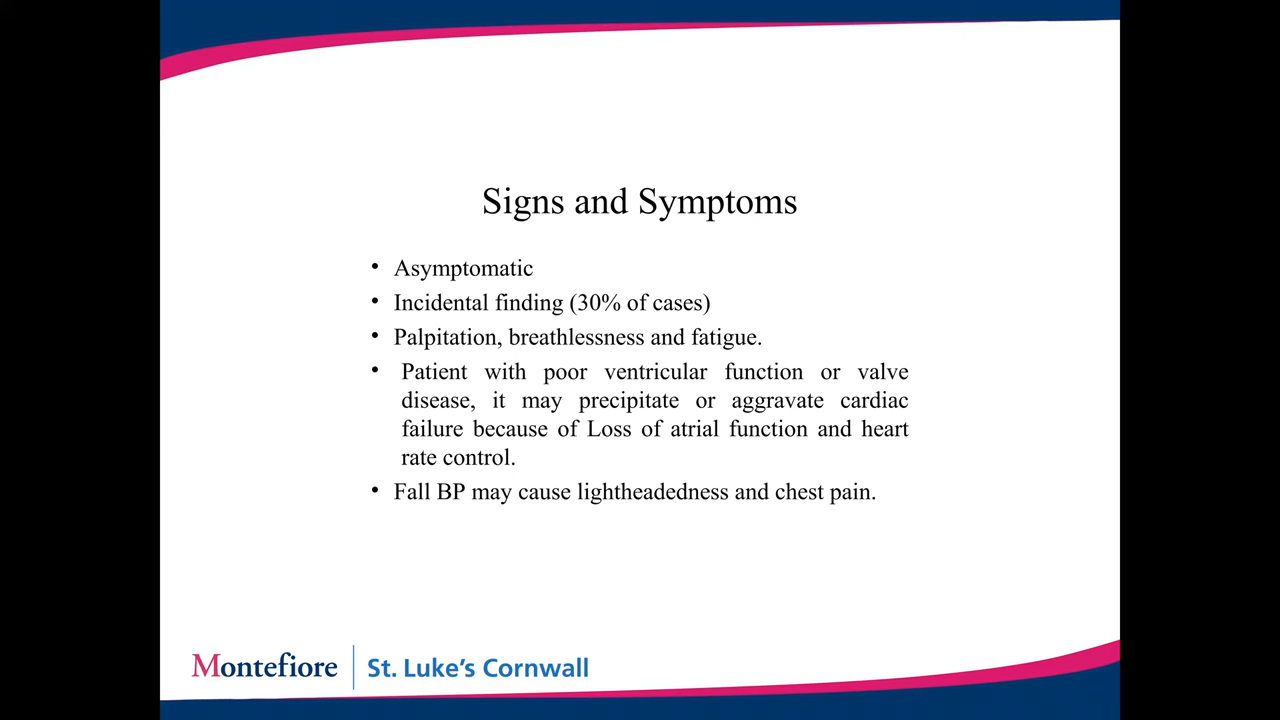 Signs and Symptoms
• Asymptomatic
• Incidental finding (30% of cases)
• Palpitation, breathlessness and fatigue.
• Patient with poor ventricular function or valve
disease, it may precipitate or aggravate cardiac
failure because of Loss of atrial function and heart
rate control.
• Fall BP may cause lightheadedness and chest pain.
Montefiore | St. Luke's Cornwall